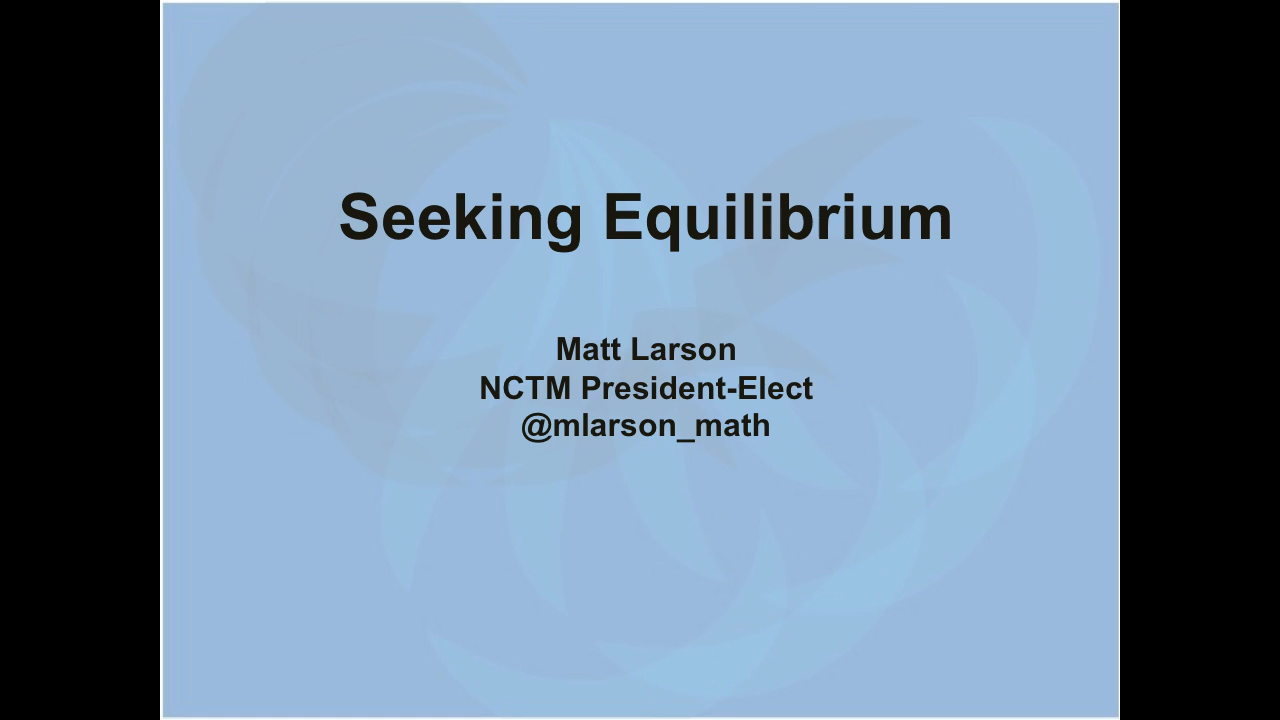 Seeking Equilibrium
Matt Larson
NCTM President-Elect
@mlarson_math